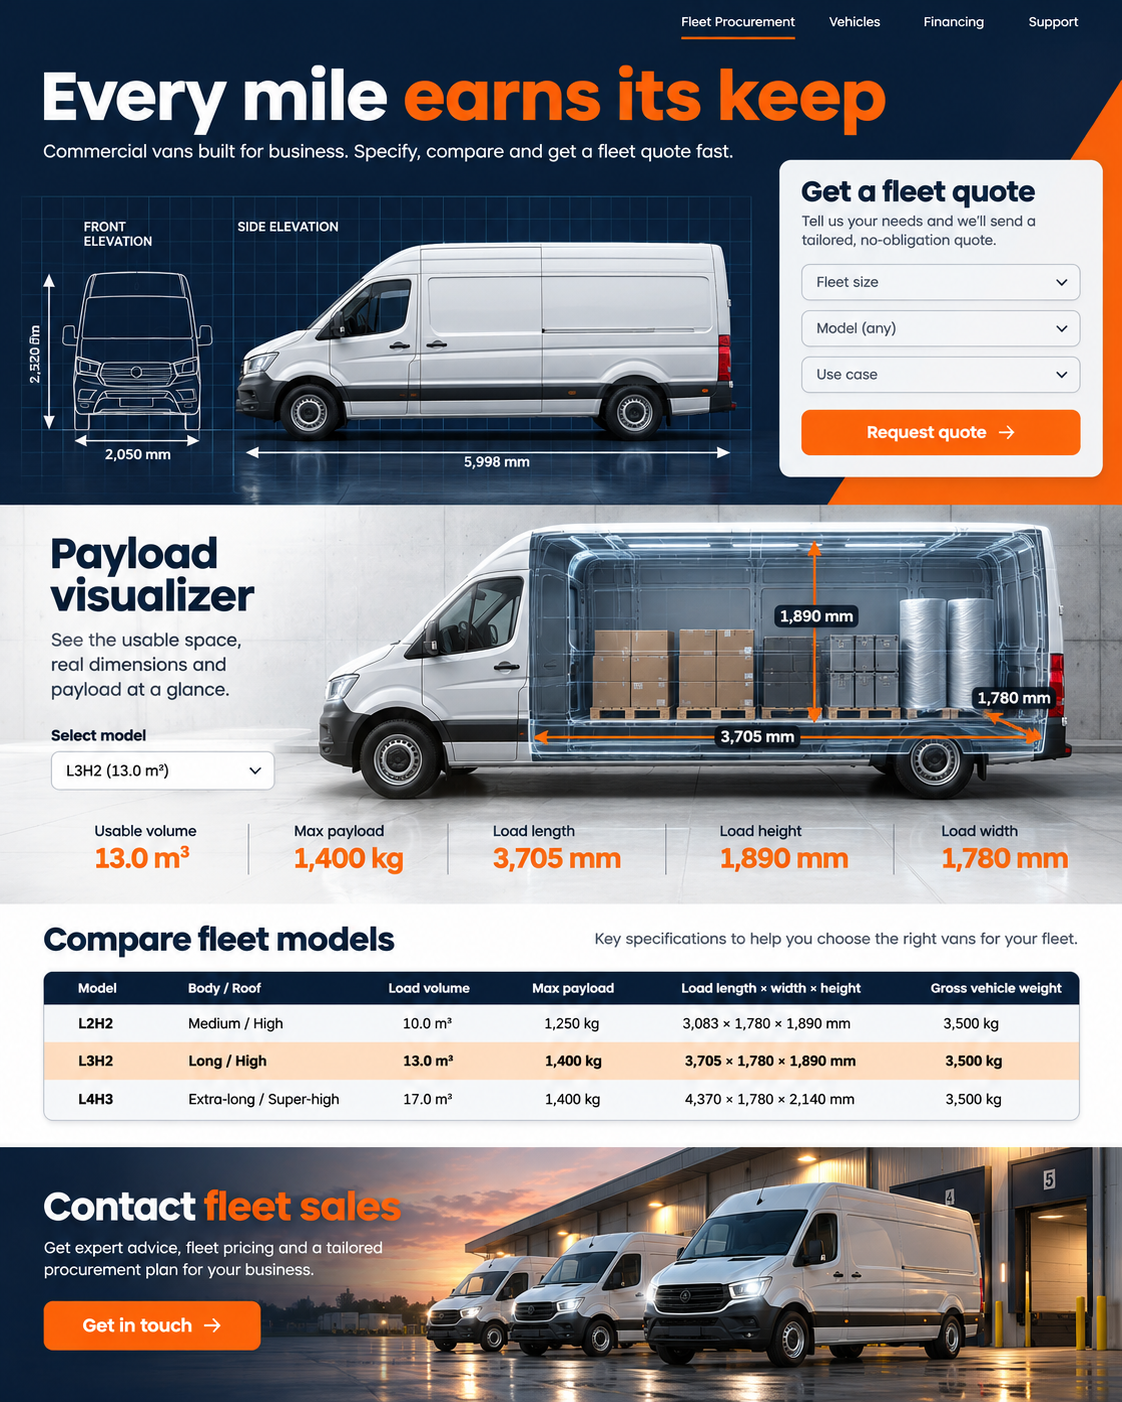 Fleet Procurement
Vehicles
Financing
Support
Every mile earns its keep
Commercial vans built for business. Specify, compare and get a fleet quote fast.
FRONT
ELEVATION
SIDE ELEVATION
2,520
2,050 mm
5,998 mm
Get a fleet quote
Tell us your needs and we'll send a
tailored, no-obligation quote.
Fleet size
Model (any)
Use case
Request quote →
Payload
visualizer
See the usable space,
real dimensions and
payload at a glance.
Select model
L3H2 (13.0 m³)
1,890 mm
1,780 mm
3,705 mm
Usable volume
13.0 m³
Max payload
1,400 kg
Load length
3,705 mm
Load height
1,890 mm
Load width
1,780 mm
Compare fleet models
Key specifications to help you choose the right vans for your fleet.
Model Body / Roof Load volume Max payload Load length × width × height Gross vehicle weight
L2H2 Medium / High 10.0 m³ 1,250 kg 3,083 × 1,780 × 1,890 mm 3,500 kg
L3H2 Long / High 13.0 m³ 1,400 kg 3,705 × 1,780 × 1,890 mm 3,500 kg
L4H3 Extra-long / Super-high 17.0 m³ 1,400 kg 4,370 × 1,780 × 2,140 mm 3,500 kg
Contact fleet sales
Get expert advice, fleet pricing and a tailored
procurement plan for your business.
Get in touch →
4
5